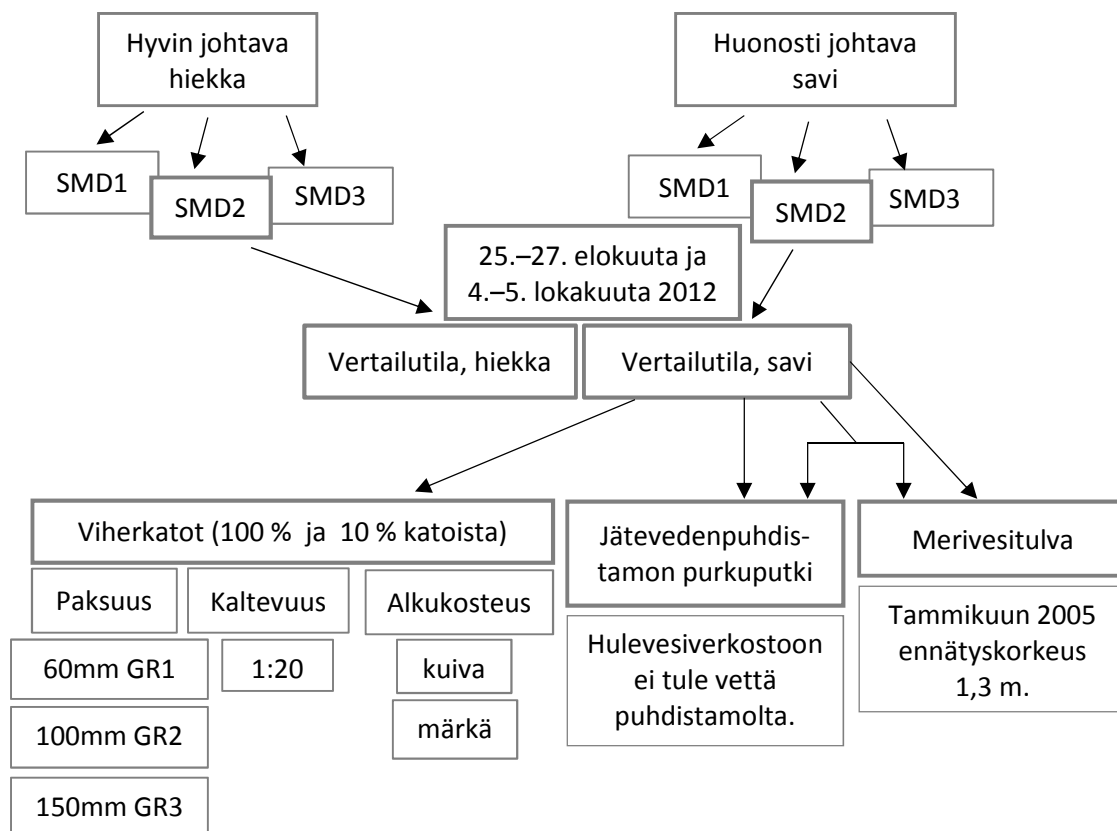 Hyvin johtava
hiekka
Huonosti johtava
savi
SMD1
SMD2
SMD3
SMD1
SMD2
SMD3
25.–27. elokuuta ja
4.–5. lokakuuta 2012
Vertailutila, hiekka
Vertailutila, savi
Viherkatot (100 % ja 10 % katoista)
Paksuus
60mm GR1
100mm GR2
150mm GR3
Kaltevuus
1:20
Alkukosteus
kuiva
märkä
Jätevedenpuhdis-
tamon purkuputki
Hulevesiverkostoon
ei tule vettä
puhdistamolta.
Merivesitulva
Tammikuun 2005
ennätyskorkeus
1,3 m.